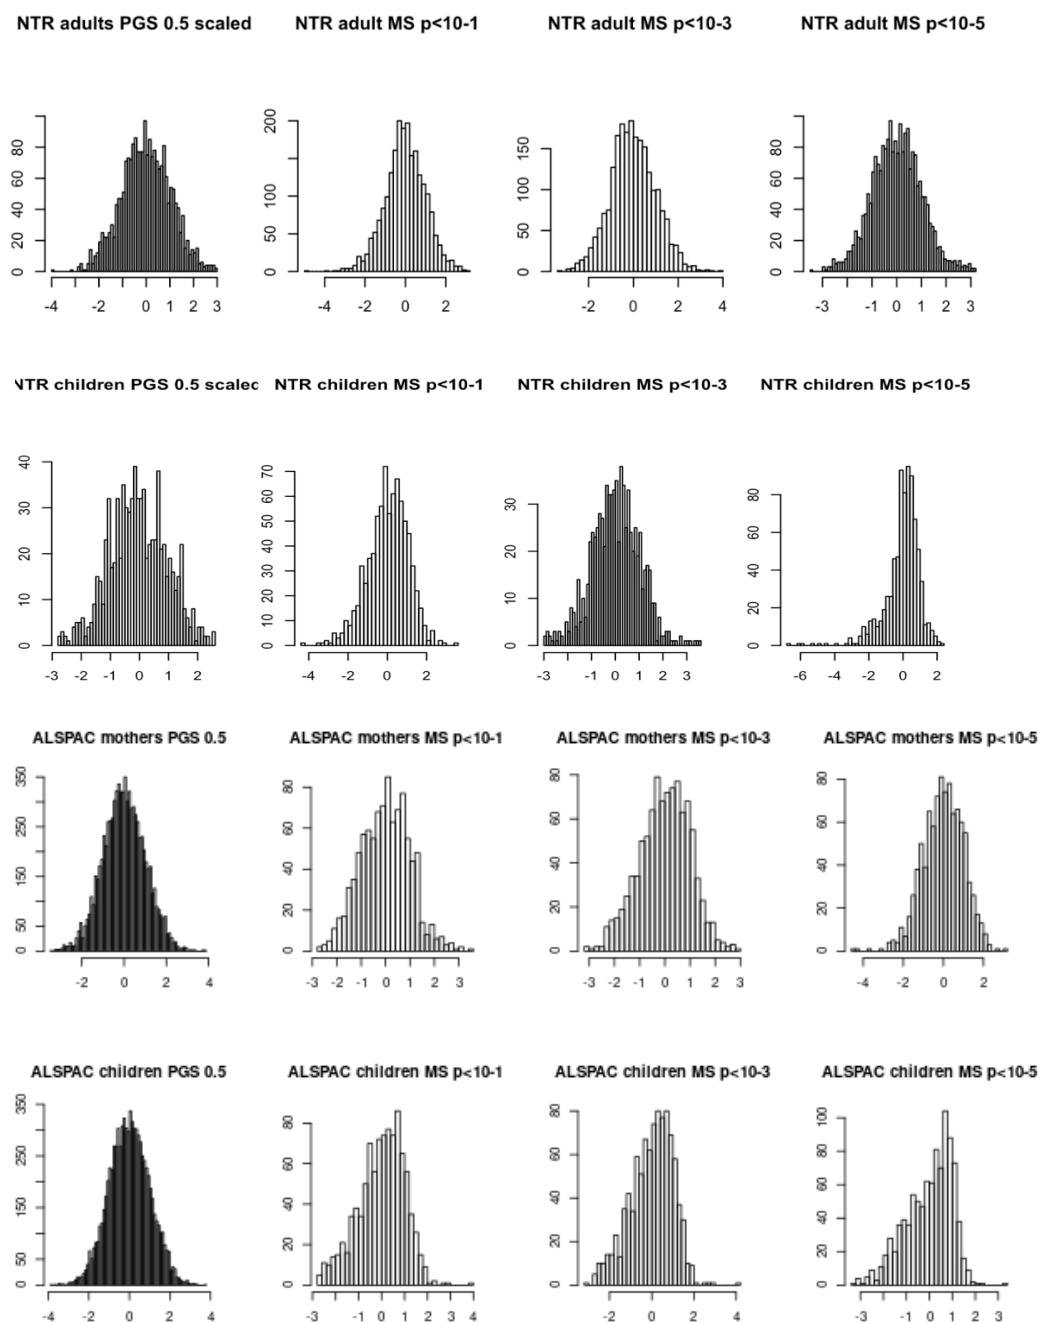 NTR adults PGS 0.5 scaled NTR adult MS p<10-1 NTR adult MS p<10-3 NTR adult MS p<10-5
0 20 40 60 80 0 50 100 200 0 50 100 150 0 20 40 60 80
-4 -2 0 1 2 3 -4 -2 0 2 -2 0 2 4 -3 -1 0 1 2 3
NTR children PGS 0.5 scaled NTR children MS p<10-1 NTR children MS p<10-3 NTR children MS p<10-5
0 10 20 30 40 0 10 20 30 40 50 60 70 0 10 20 30 0 20 40 60 80
-3 -2 -1 0 1 2 -4 -2 0 2 -3 -1 0 1 2 3 -6 -4 -2 0 2
ALSPAC mothers PGS 0.5 ALSPAC mothers MS p<10-1 ALSPAC mothers MS p<10-3 ALSPAC mothers MS p<10-5
0 50 150 250 350 0 20 40 60 80 0 20 40 60 80 0 20 40 60 80
-2 0 2 4 -3 -2 -1 0 1 2 3 -3 -2 -1 0 1 2 3 -4 -2 0 2
ALSPAC children PGS 0.5 ALSPAC children MS p<10-1 ALSPAC children MS p<10-3 ALSPAC children MS p<10-5
0 50 150 250 350 0 20 40 60 80 0 20 40 60 80 0 20 40 60 80 100
-4 -2 0 2 4 -3 -2 -1 0 1 2 3 4 -2 0 2 4 -3 -2 -1 0 1 2 3